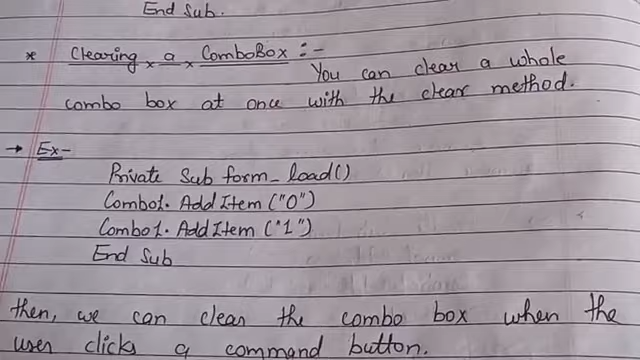 End Sub.
* Clearing x a x ComboBox :-
You can clear a whole
combo box at once with the clear method.
→ Ex-
Private Sub form_load()
Combo1. AddItem ("0")
Combo1. AddItem ("1")
End Sub
then, we can clear the combo box when the
user clicks a command button.